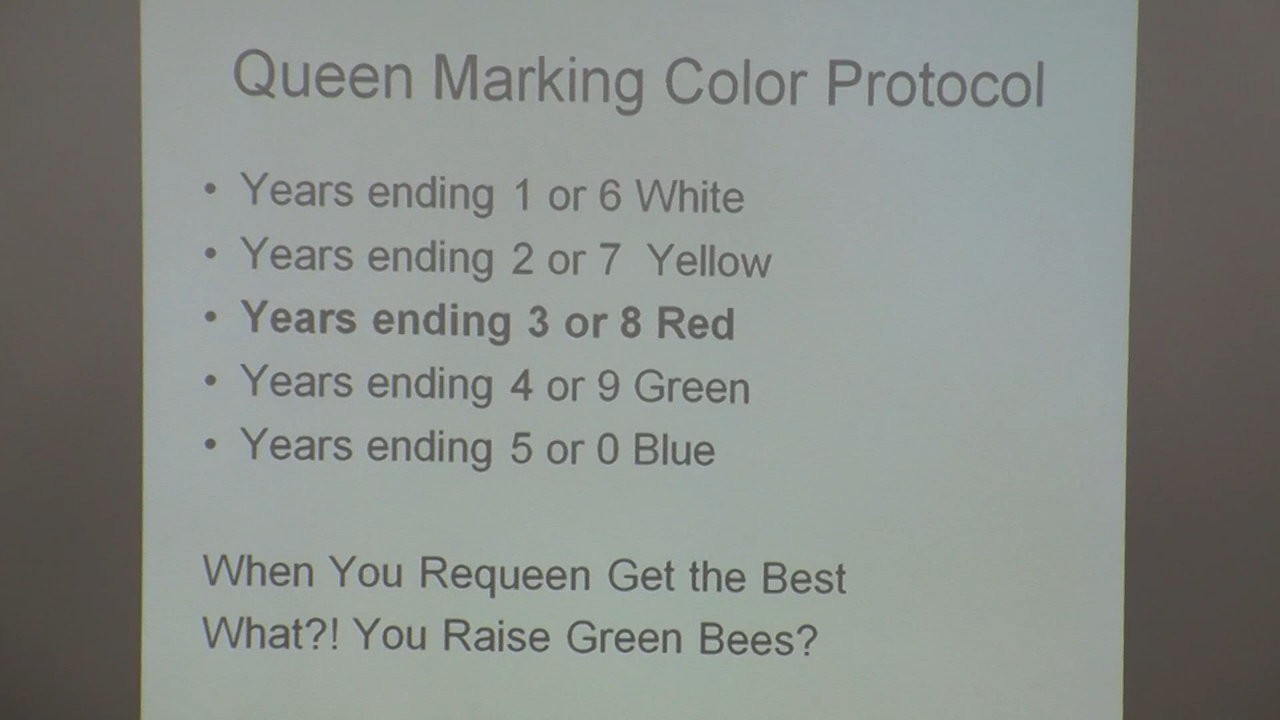 Queen Marking Color Protocol
• Years ending 1 or 6 White
• Years ending 2 or 7 Yellow
• Years ending 3 or 8 Red
• Years ending 4 or 9 Green
• Years ending 5 or 0 Blue
When You Requeen Get the Best
What?! You Raise Green Bees?